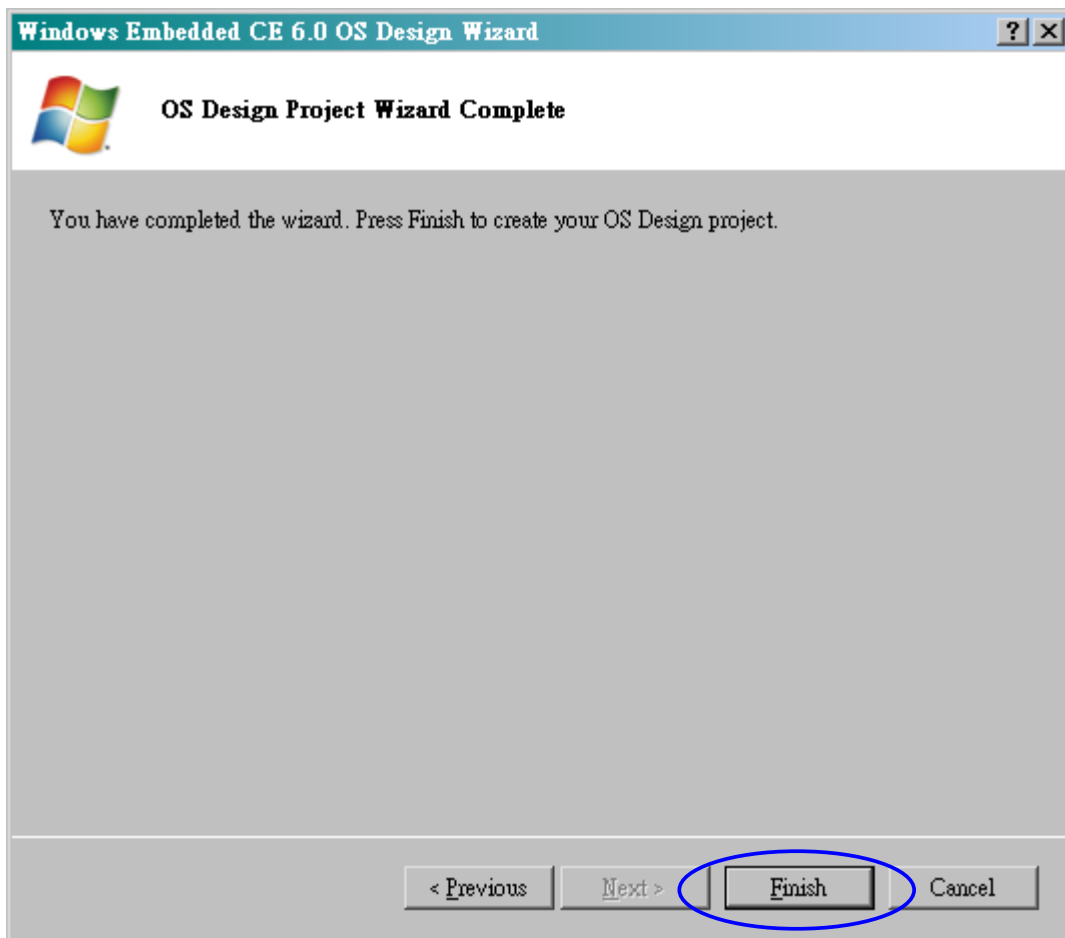 Windows Embedded CE 6.0 OS Design Wizard
OS Design Project Wizard Complete
You have completed the wizard. Press Finish to create your OS Design project.
< Previous Next > Finish Cancel